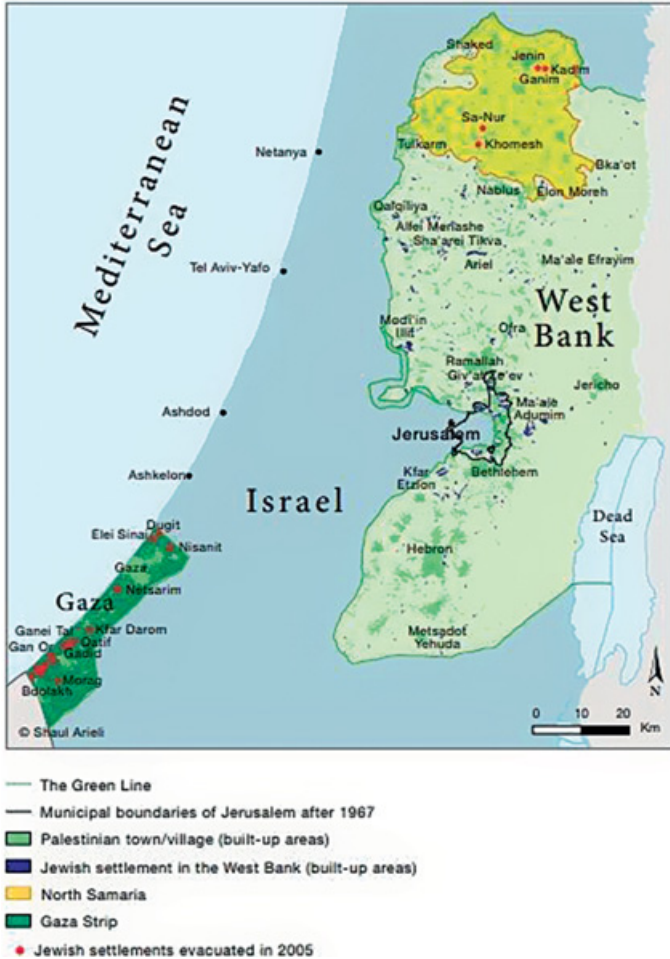 Shaked
Jenin
Kadim
Ganim
Sa-Nur
Khomesh
Tulkarm
Bka'ot
Nablus
Elon Moreh
Qalqiliya
Alfei Menashe
Sha'arei Tikva
Ariel
Ma'ale Efrayim
West
Bank
Modi'in
Illit
Ofra
Ramallah
Giv'at Ze'ev
Jericho
Ma'ale
Adumim
Jerusalem
Kfar
Etzion
Bethlehem
Hebron
Metsadot
Yehuda
Dead
Sea
Mediterranean
Sea
Netanya
Tel Aviv-Yafo
Ashdod
Ashkelon
Israel
Dugit
Elei Sinai
Nisanit
Gaza
Netsarim
Gaza
Ganei Tal
Kfar Darom
Qatif
Gan Or
Gadid
Morag
Bdolakh
© Shaul Arieli
N
0 10 20
Km
The Green Line
Municipal boundaries of Jerusalem after 1967
Palestinian town/village (built-up areas)
Jewish settlement in the West Bank (built-up areas)
North Samaria
Gaza Strip
Jewish settlements evacuated in 2005